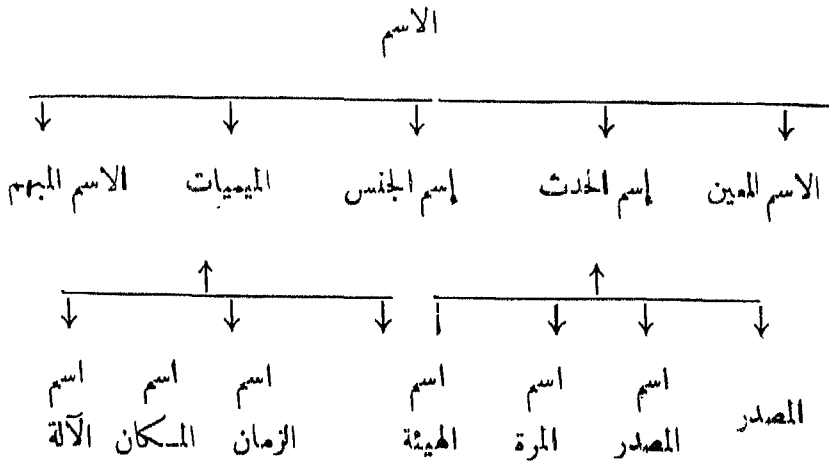 الاسم
الاسم المعين إسم الحدث إسم الجنس الميميات الاسم المبهم
المصدر
اسم المصدر
اسم المرة
اسم الهيئة
اسم الزمان
اسم المـكان
اسم الآلة